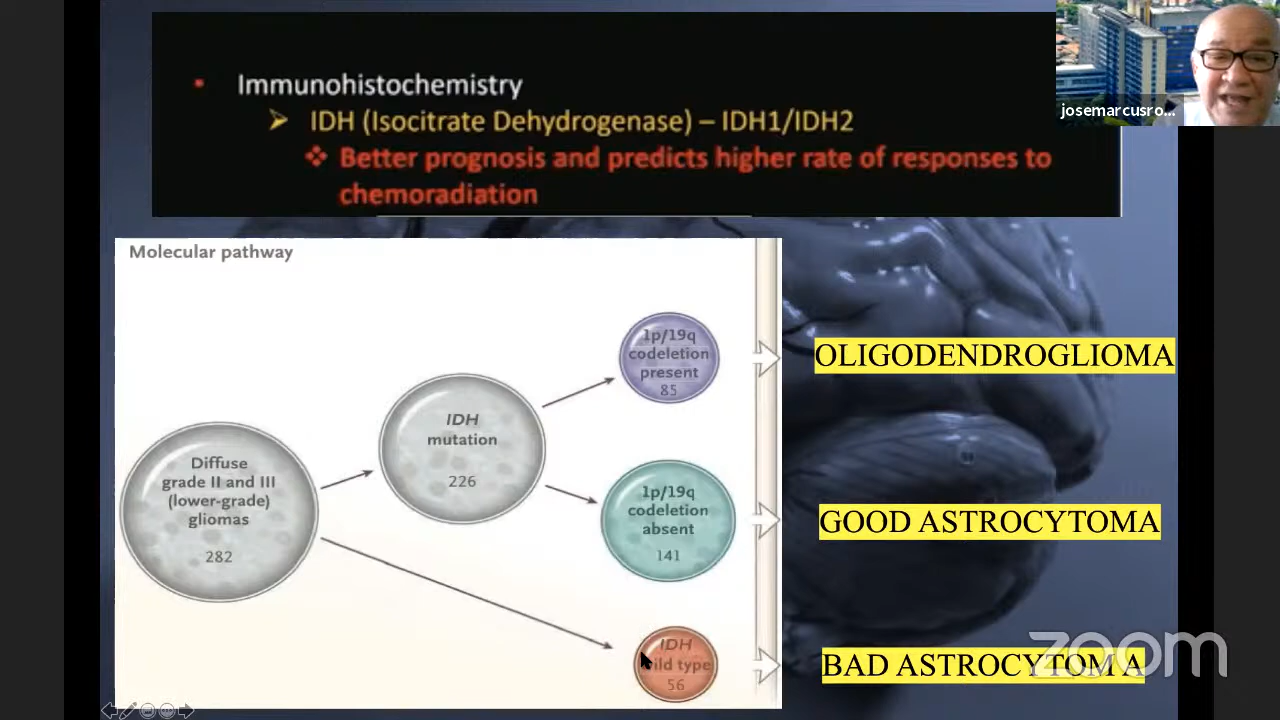 Immunohistochemistry
IDH (Isocitrate Dehydrogenase) – IDH1/IDH2
Better prognosis and predicts higher rate of responses to
chemoradiation
josemarcusro...
Molecular pathway
Diffuse
grade II and III
(lower-grade)
gliomas
282
IDH
mutation
226
1p/19q
codeletion
present
85
1p/19q
codeletion
absent
141
IDH
wild type
56
OLIGODENDROGLIOMA
GOOD ASTROCYTOMA
BAD ASTROCYTOM A
zoom